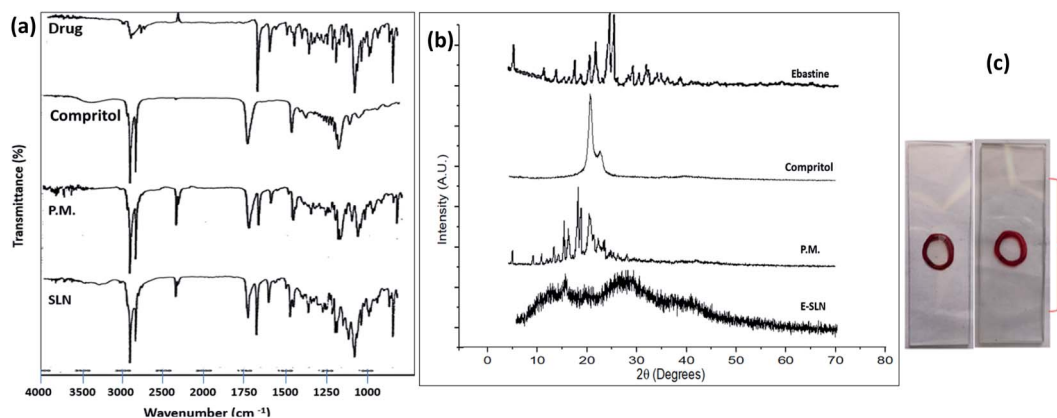 (a)
Drug
Compritol
P.M.
SLN
Transmittance (%)
4000 3500 3000 2500 2000 1750 1500 1250 1000
Wavenumber (cm -1)
(b)
Ebastine
Compritol
P.M.
E-SLN
Intensity (A.U.)
0 10 20 30 40 50 60 70 80
2θ (Degrees)
(c)